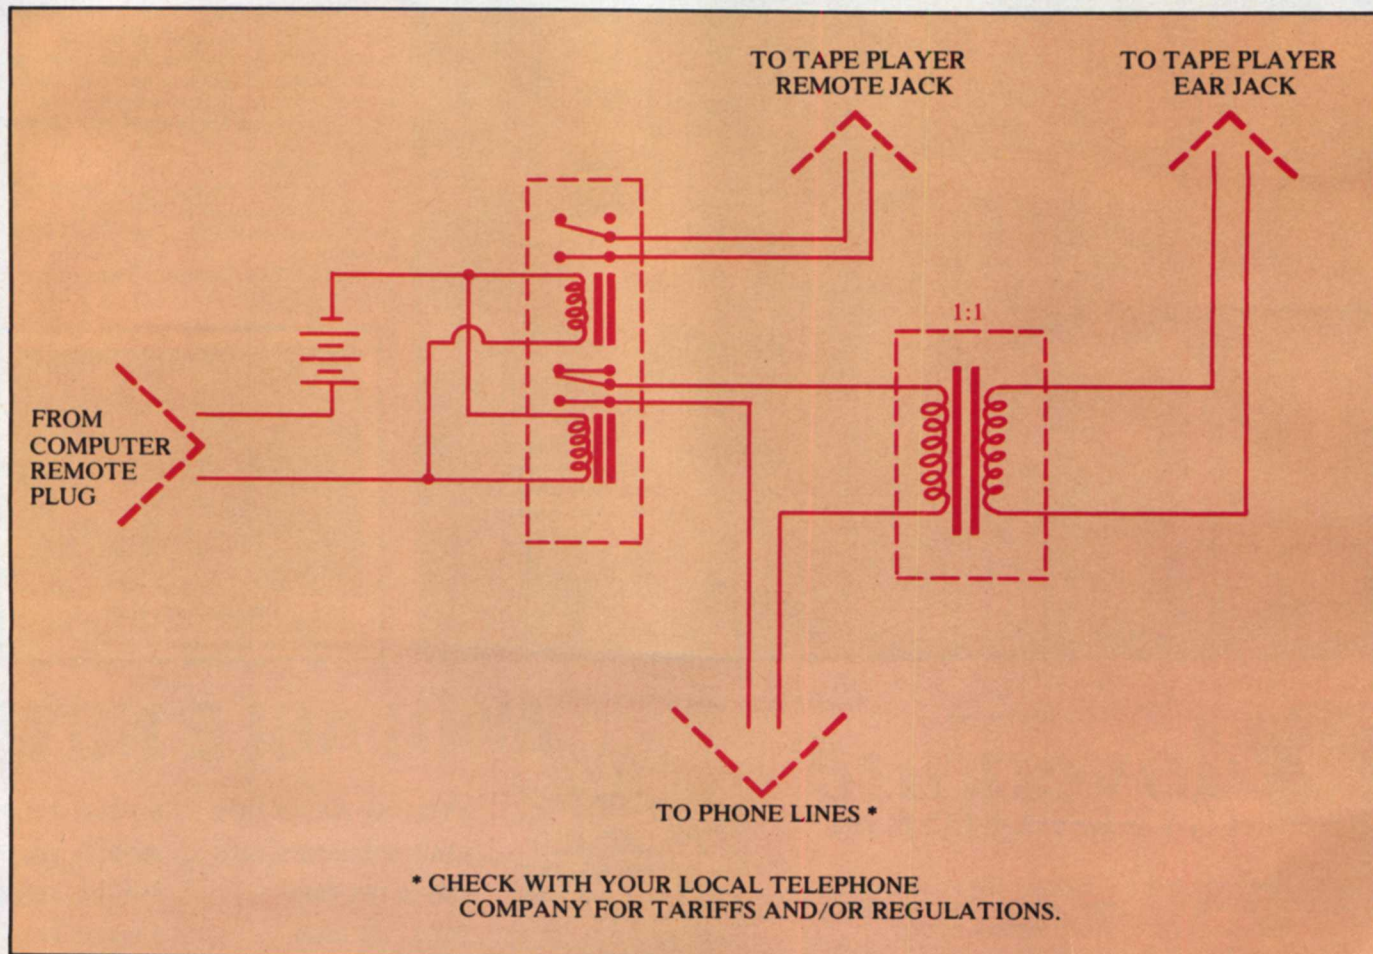 TO TAPE PLAYER
REMOTE JACK
TO TAPE PLAYER
EAR JACK
1:1
FROM
COMPUTER
REMOTE
PLUG
TO PHONE LINES *
* CHECK WITH YOUR LOCAL TELEPHONE
COMPANY FOR TARIFFS AND/OR REGULATIONS.